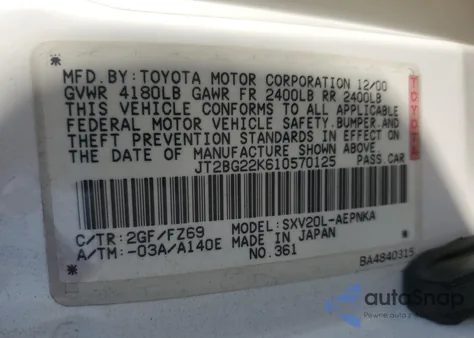 MFD.BY:TOYOTA MOTOR CORPORATION 12/00
GVWR 4180LB GAWR FR 2400LB RR 2400LB
THIS VEHICLE CONFORMS TO ALL APPLICABLE
FEDERAL MOTOR VEHICLE SAFETY,BUMPER,AND
THEFT PREVENTION STANDARDS IN EFFECT ON
THE DATE OF MANUFACTURE SHOWN ABOVE.
JT2BG22K610570125 PASS.CAR
TOYOTA
C/TR:2GF/FZ69 MODEL:SXV20L-AEPNKA
A/TM:-03A/A140E MADE IN JAPAN
NO.361
BA4840315
autoSnap